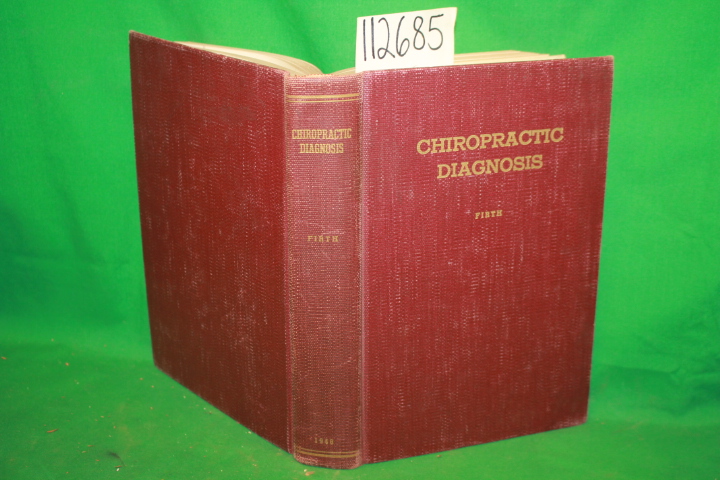 112685
CHIROPRACTIC
DIAGNOSIS
FIRTH
CHIROPRACTIC
DIAGNOSIS
FIRTH
1948